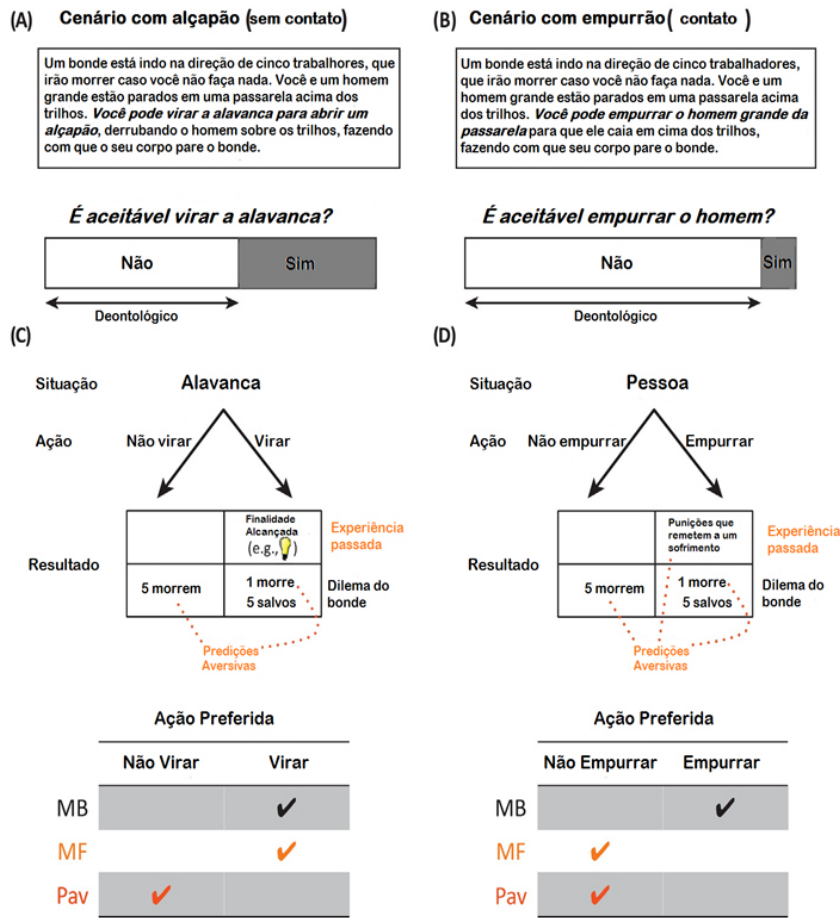 (A) Cenário com alçapão (sem contato)
Um bonde está indo na direção de cinco trabalhores, que
irão morrer caso você não faça nada. Você e um homem
grande estão parados em uma passarela acima dos
trilhos. Você pode virar a alavanca para abrir um
alçapão, derrubando o homem sobre os trilhos, fazendo
com que o seu corpo pare o bonde.
É aceitável virar a alavanca?
Não Sim
Deontológico
(B) Cenário com empurrão( contato )
Um bonde está indo na direção de cinco trabalhadores,
que irão morrer caso você não faça nada. Você e um
homem grande estão parados em uma passarela acima
dos trilhos. Você pode empurrar o homem grande da
passarela para que ele caia em cima dos trilhos,
fazendo com que seu corpo pare o bonde.
É aceitável empurrar o homem?
Não Sim
Deontológico
(C)
Situação Alavanca
Ação Não virar Virar
Finalidade
Alcançada
(e.g., )
Experiência
passada
Resultado
5 morrem
1 morre
5 salvos
Dilema do
bonde
Predições
Aversivas
Ação Preferida
Não Virar Virar
MB ✔
MF ✔
Pav ✔
(D)
Situação Pessoa
Ação Não empurrar Empurrar
Punições que
remetem a um
sofrimento
Experiência
passada
Resultado
5 morrem
1 morre
5 salvos
Dilema do
bonde
Predições
Aversivas
Ação Preferida
Não Empurrar Empurrar
MB ✔
MF ✔
Pav ✔